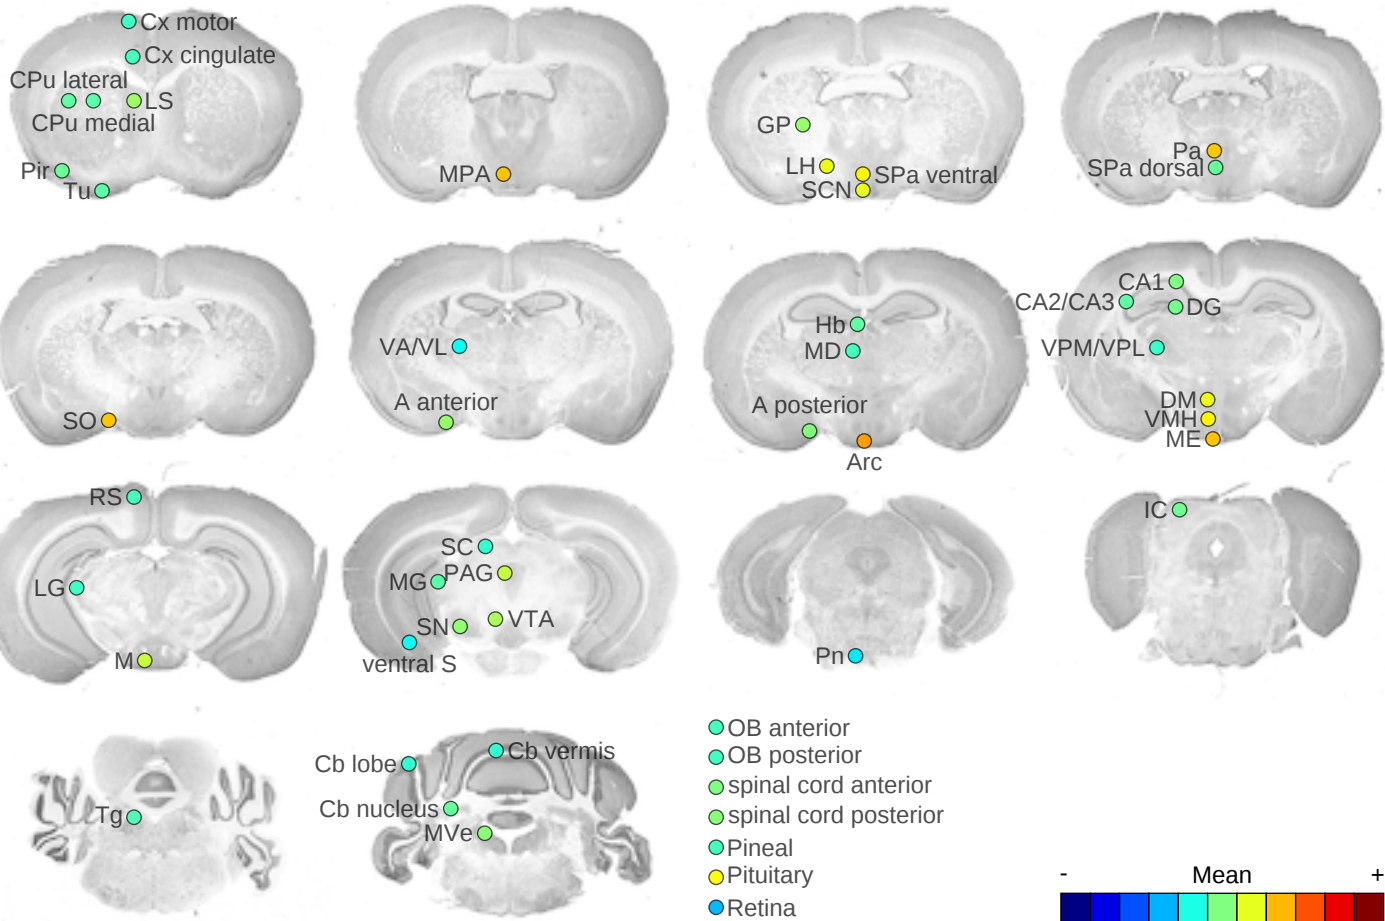 Cx motor
Cx cingulate
CPu lateral
LS
CPu medial
Pir
Tu
MPA
GP
LH
SPa ventral
SCN
Pa
SPa dorsal
SO
VA/VL
A anterior
Hb
MD
A posterior
Arc
CA1
CA2/CA3
DG
VPM/VPL
DM
VMH
ME
RS
LG
M
SC
PAG
MG
VTA
SN
ventral S
Pn
IC
Tg
Cb vermis
Cb lobe
Cb nucleus
MVe
OB anterior
OB posterior
spinal cord anterior
spinal cord posterior
Pineal
Pituitary
Retina
- Mean +